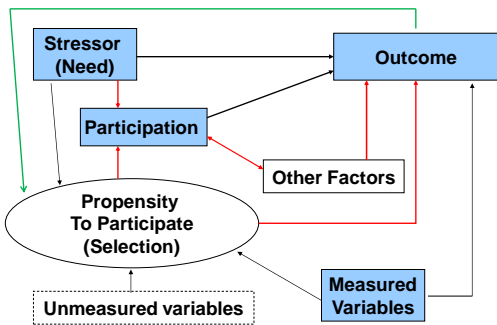 Stressor
(Need)
Outcome
Participation
Other Factors
Propensity
To Participate
(Selection)
Measured
Variables
Unmeasured variables